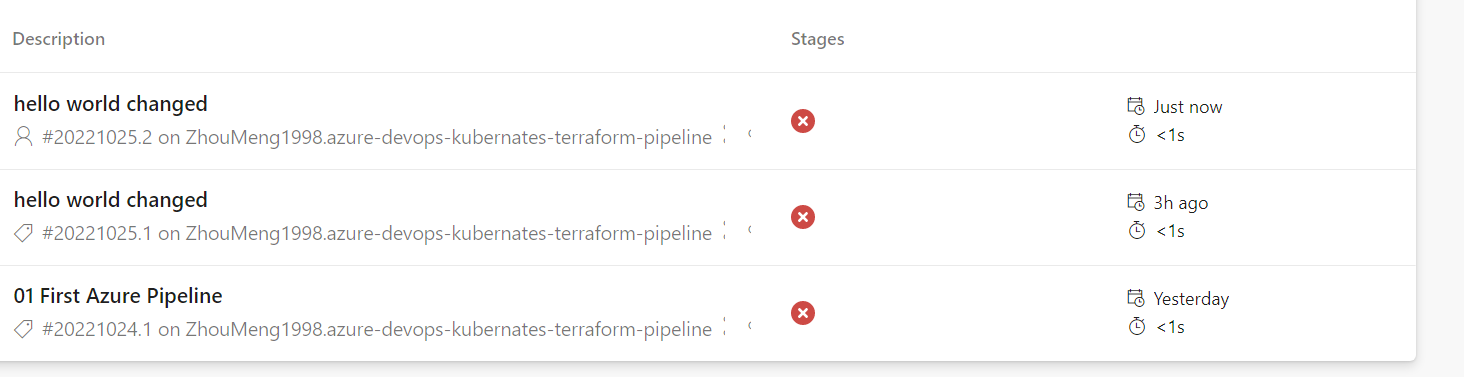 Description Stages
hello world changed
#20221025.2 on ZhouMeng1998.azure-devops-kubernates-terraform-pipeline
Just now
<1s
hello world changed
#20221025.1 on ZhouMeng1998.azure-devops-kubernates-terraform-pipeline
3h ago
<1s
01 First Azure Pipeline
#20221024.1 on ZhouMeng1998.azure-devops-kubernates-terraform-pipeline
Yesterday
<1s